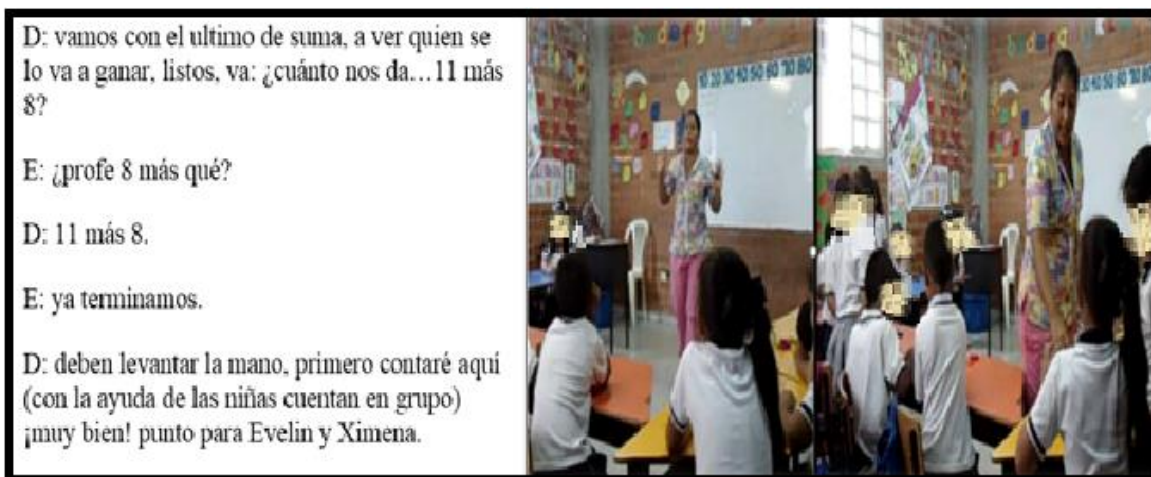 D: vamos con el ultimo de suma, a ver quien se
lo va a ganar, listos, va: ¿cuánto nos da…11 más
8?
E: ¿profe 8 más qué?
D: 11 más 8.
E: ya terminamos.
D: deben levantar la mano, primero contaré aquí
(con la ayuda de las niñas cuentan en grupo)
¡muy bien! punto para Evelin y Ximena.
10 20 30 40 50 60 70 80